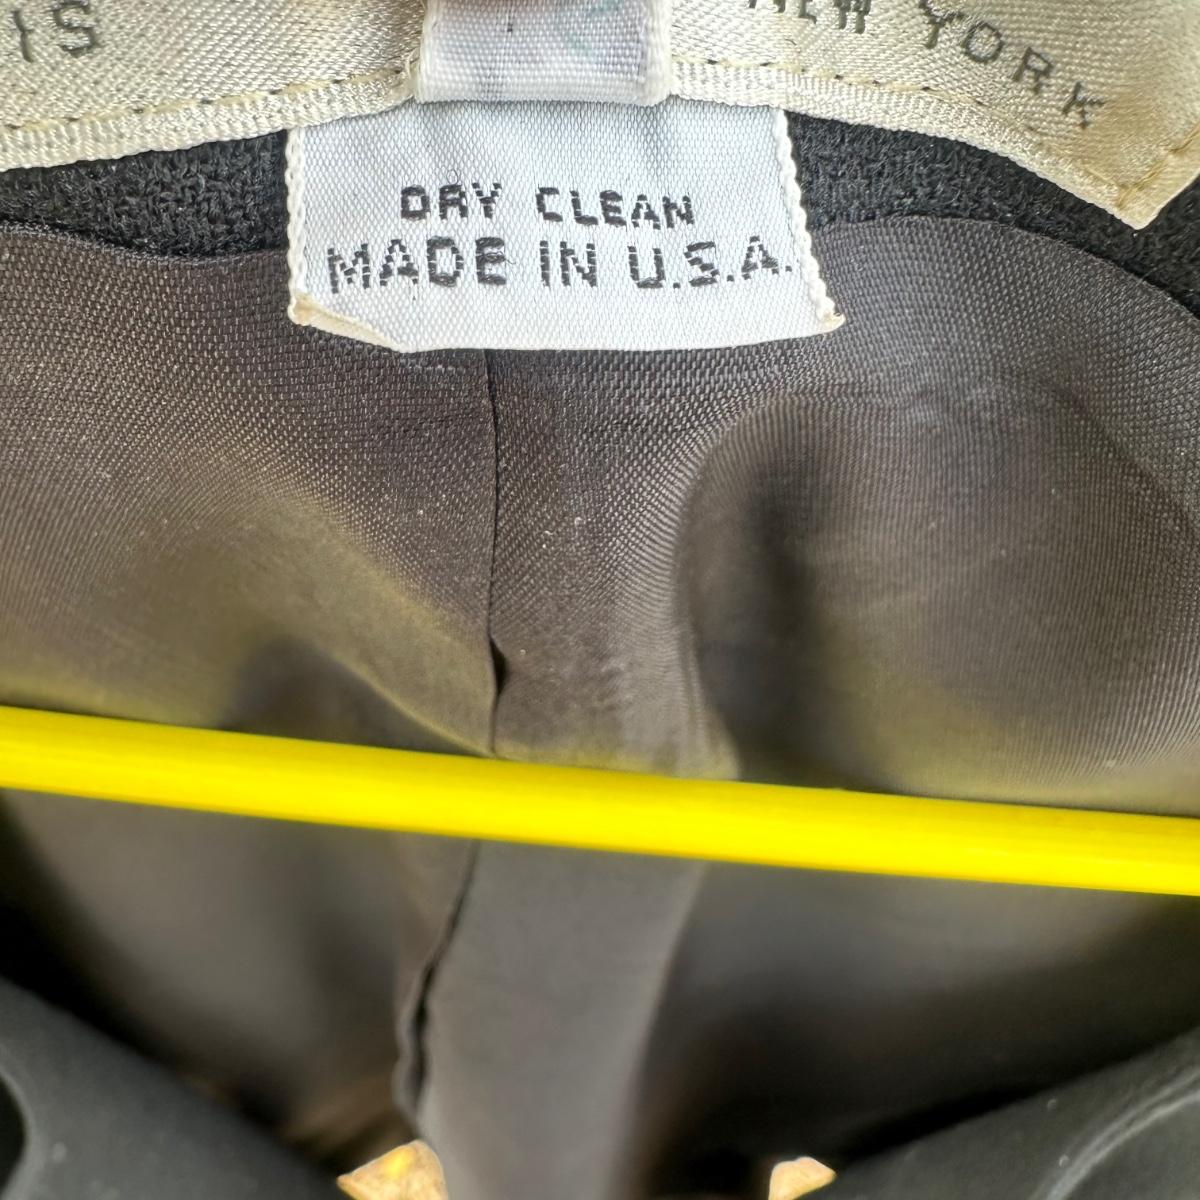 IS
NEW YORK
DRY CLEAN
MADE IN U.S.A.